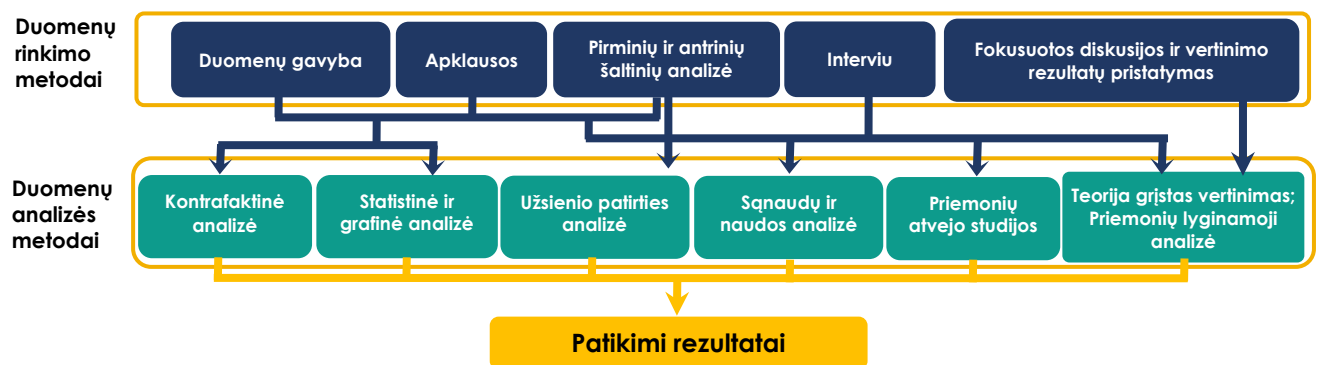 Duomenų
rinkimo
metodai
Duomenų gavyba
Apklausos
Pirminių ir antrinių
šaltinių analizė
Interviu
Fokusuotos diskusijos ir vertinimo
rezultatų pristatymas
Duomenų
analizės
metodai
Kontrafaktinė
analizė
Statistinė ir
grafinė analizė
Užsienio patirties
analizė
Sąnaudų ir
naudos analizė
Priemonių
atvejo studijos
Teorija grįstas vertinimas;
Priemonių lyginamoji
analizė
Patikimi rezultatai